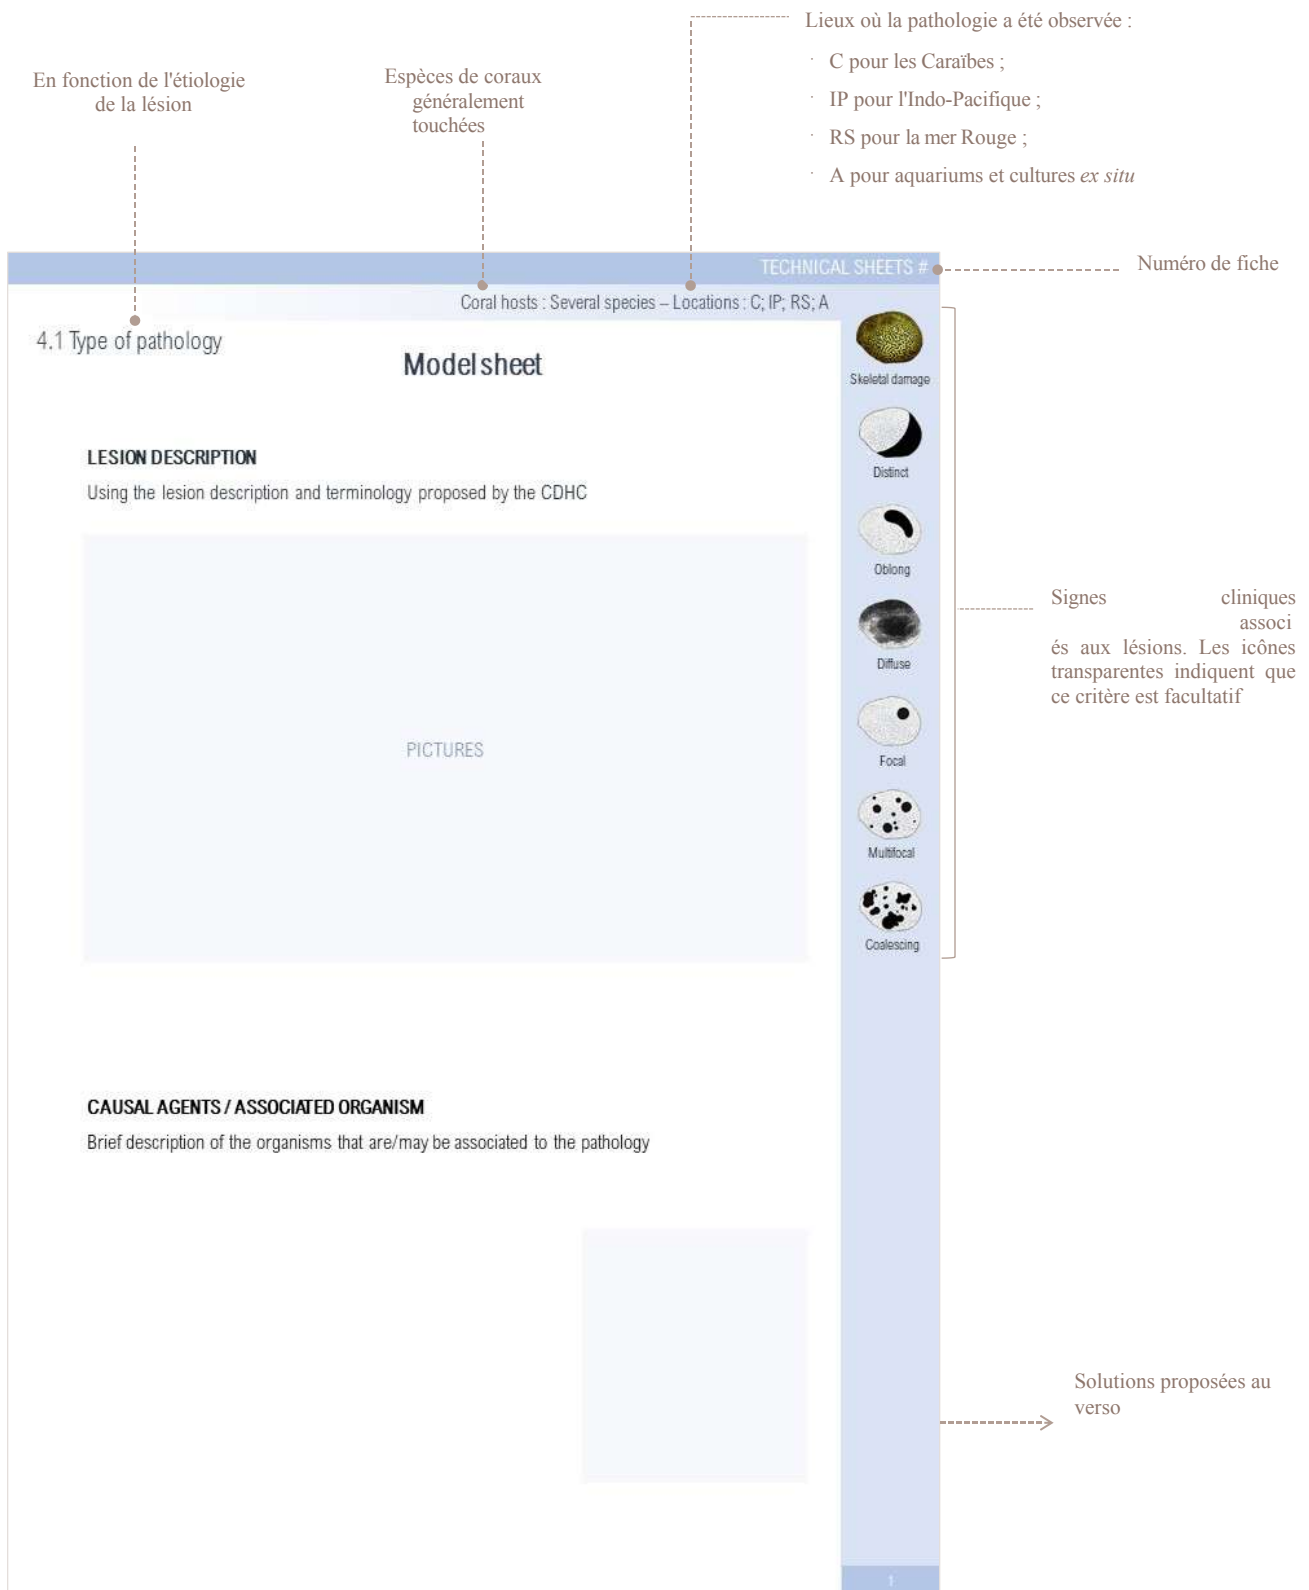 Lieux où la pathologie a été observée :
· C pour les Caraïbes ;
· IP pour l'Indo-Pacifique ;
· RS pour la mer Rouge ;
· A pour aquariums et cultures ex situ
En fonction de l'étiologie
de la lésion
Espèces de coraux
généralement
touchées
TECHNICAL SHEETS #
Numéro de fiche
Coral hosts : Several species – Locations : C; IP; RS; A
4.1 Type of pathology
Model sheet
Skeletal damage
Distinct
Oblong
Diffuse
Focal
Multifocal
Coalescing
LESION DESCRIPTION
Using the lesion description and terminology proposed by the CDHC
PICTURES
Signes cliniques
associ
és aux lésions. Les icônes
transparentes indiquent que
ce critère est facultatif
CAUSAL AGENTS / ASSOCIATED ORGANISM
Brief description of the organisms that are/may be associated to the pathology
Solutions proposées au
verso
1